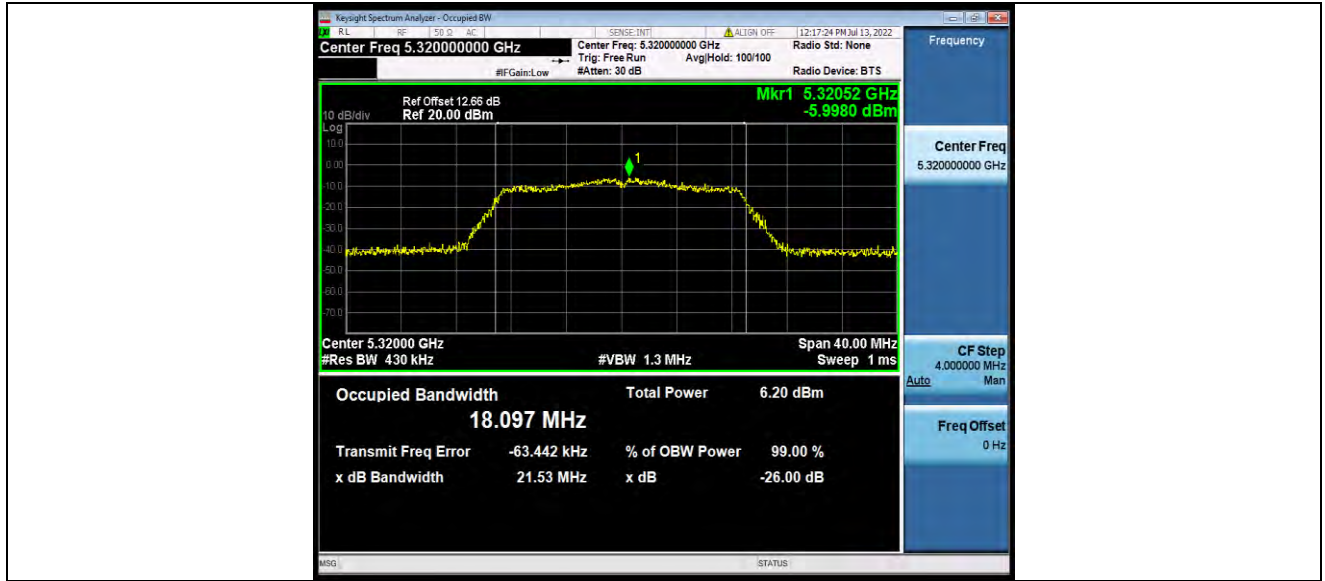 Keysight Spectrum Analyzer - Occupied BW
RL RF 50 Ω AC SENSE:INT ALIGN OFF 12:17:24 PM Jul 13, 2022
Center Freq 5.320000000 GHz
Center Freq: 5.320000000 GHz
Radio Std: None
Trig: Free Run Avg|Hold: 100/100
#IFGain:Low #Atten: 30 dB Radio Device: BTS
Frequency
Mkr1 5.32052 GHz
-5.9980 dBm
Ref Offset 12.66 dB
10 dB/div Ref 20.00 dBm
Log
10.0
0.00
-10.0
-20.0
-30.0
-40.0
-50.0
-60.0
-70.0
1
Center 5.32000 GHz Span 40.00 MHz
#Res BW 430 kHz #VBW 1.3 MHz Sweep 1 ms
Occupied Bandwidth Total Power 6.20 dBm
18.097 MHz
Transmit Freq Error -63.442 kHz % of OBW Power 99.00 %
x dB Bandwidth 21.53 MHz x dB -26.00 dB
Center Freq
5.320000000 GHz
CF Step
4.000000 MHz
Auto Man
Freq Offset
0 Hz
MSG STATUS